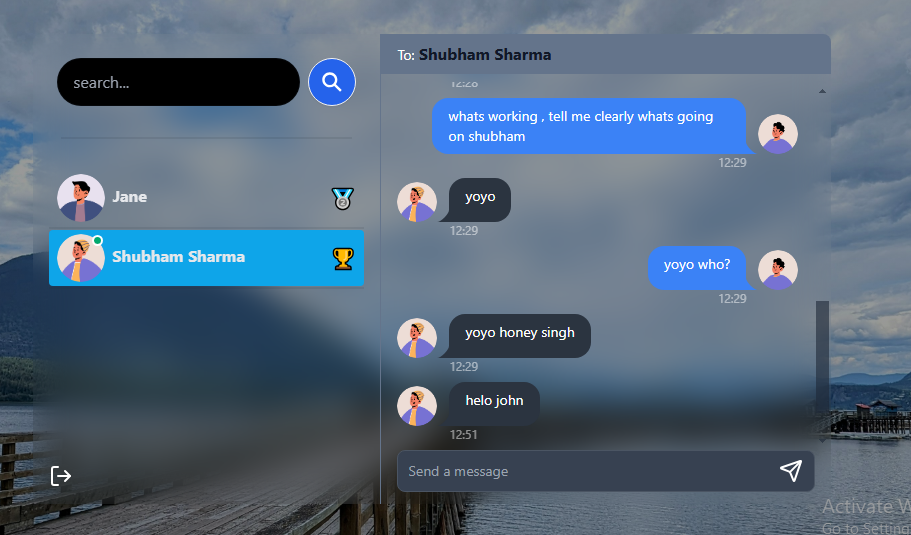 search...
Jane
Shubham Sharma
To: Shubham Sharma
12:28
whats working , tell me clearly whats going
on shubham
12:29
yoyo
12:29
yoyo who?
12:29
yoyo honey singh
12:29
helo john
12:51
Send a message
Activate W
Go to Setting